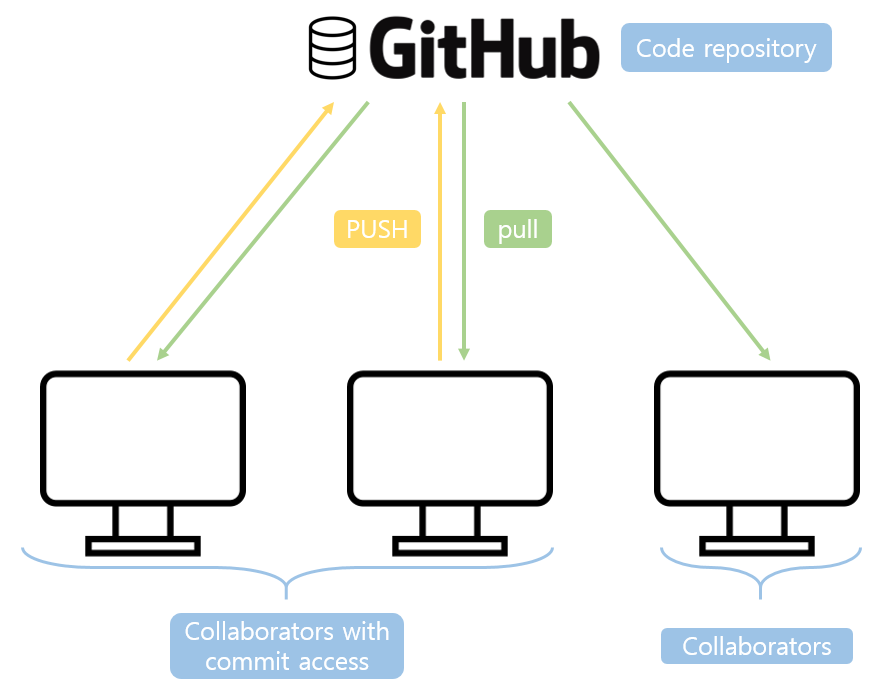 GitHub
Code repository
PUSH
pull
Collaborators with
commit access
Collaborators